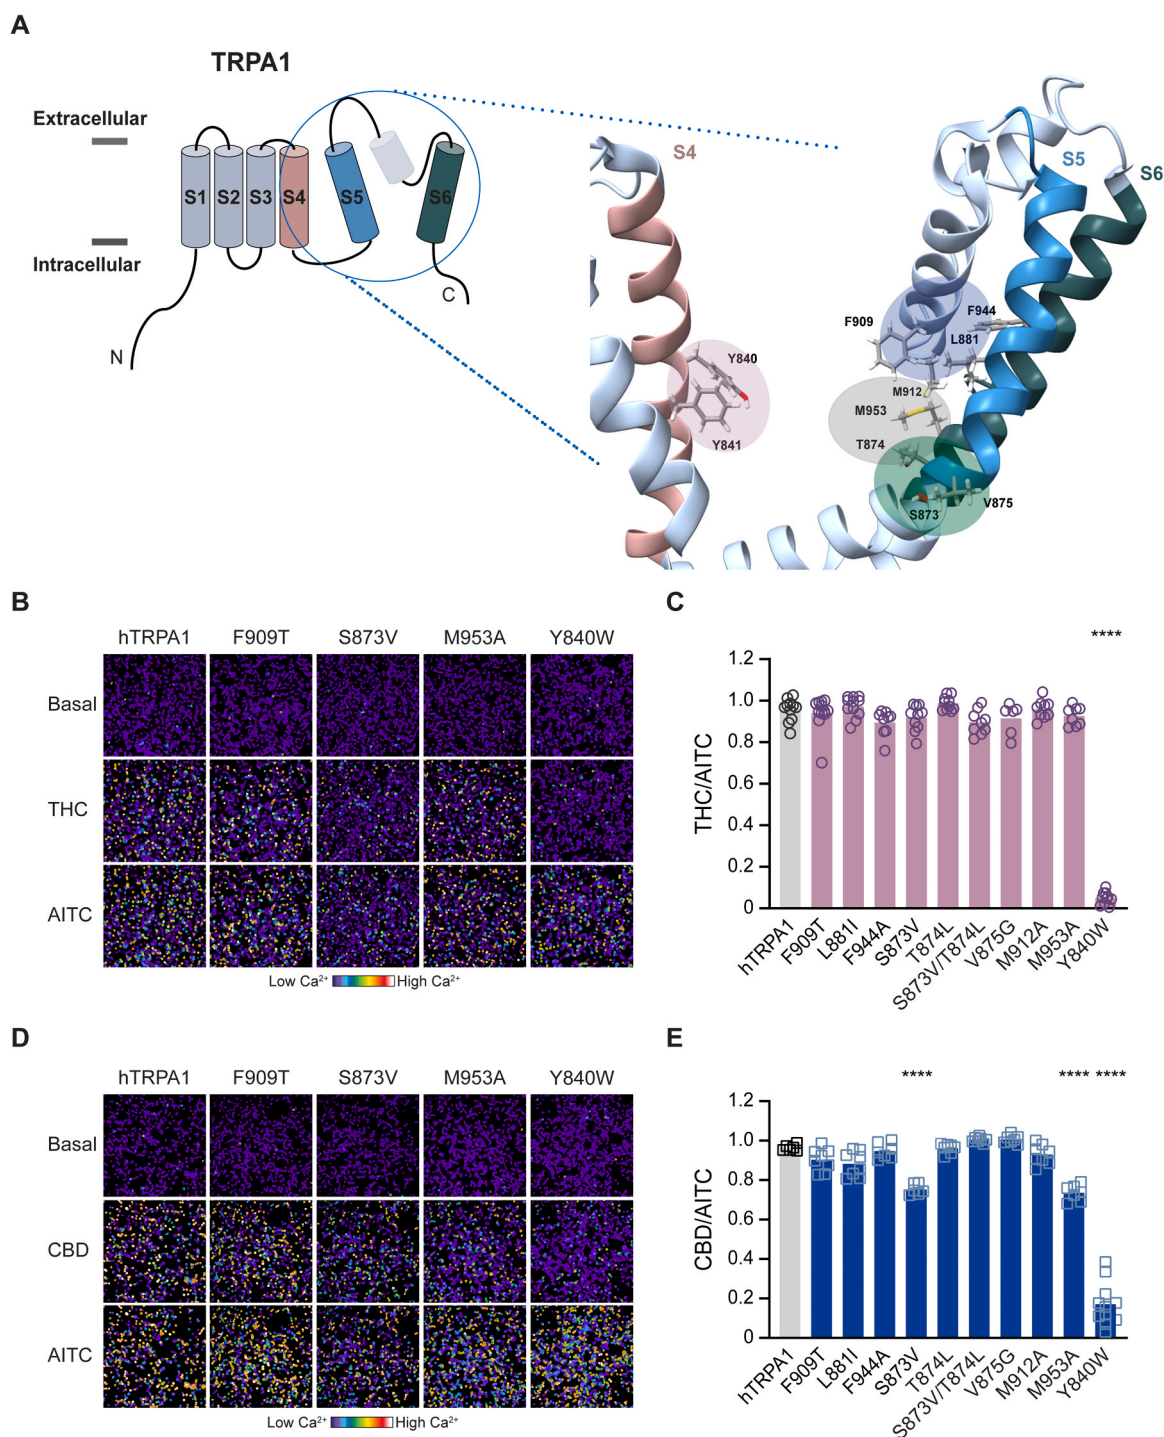 A
TRPA1
Extracellular
Intracellular
S1 S2 S3 S4 S5 S6
N
C
S4
S5
S6
Y840
Y841
F909
F944
L881
M912
M953
T874
S873
V875
B
hTRPA1 F909T S873V M953A Y840W
Basal
THC
AITC
Low Ca²⁺ High Ca²⁺
C
****
THC/AITC
1.2
1.0
0.8
0.6
0.4
0.2
0
hTRPA1
F909T
L881I
F944A
S873V
T874L
S873V/T874L
V875G
M912A
M953A
Y840W
D
hTRPA1 F909T S873V M953A Y840W
Basal
CBD
AITC
Low Ca²⁺ High Ca²⁺
E
**** **** ****
CBD/AITC
1.2
1.0
0.8
0.6
0.4
0.2
0
hTRPA1
F909T
L881I
F944A
S873V
T874L
S873V/T874L
V875G
M912A
M953A
Y840W